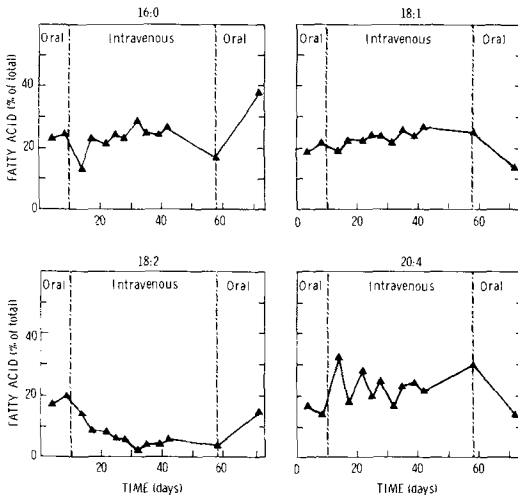 16:0
Oral Intravenous Oral
FATTY ACID (% of total)
40
20
0
20 40 60
18:1
Oral Intravenous Oral
20 40 60
18:2
Oral Intravenous Oral
FATTY ACID (% of total)
40
20
0
0 20 40 60
TIME (days)
20:4
Oral Intravenous Oral
0 20 40 60
TIME (days)